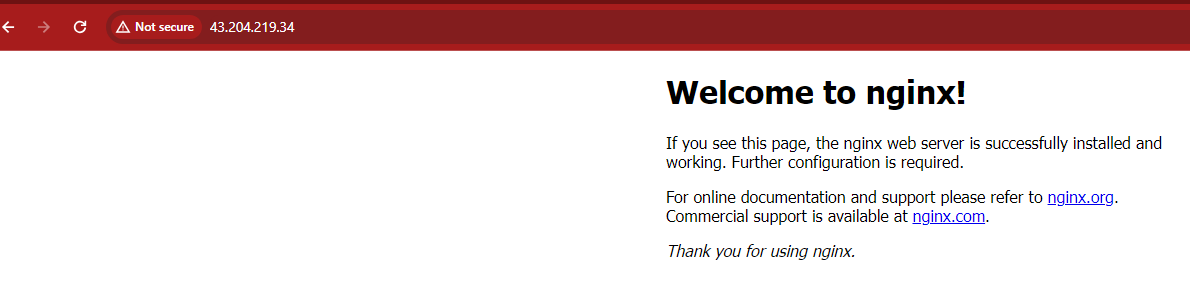 Not secure 43.204.219.34
Welcome to nginx!
If you see this page, the nginx web server is successfully installed and
working. Further configuration is required.
For online documentation and support please refer to nginx.org.
Commercial support is available at nginx.com.
Thank you for using nginx.